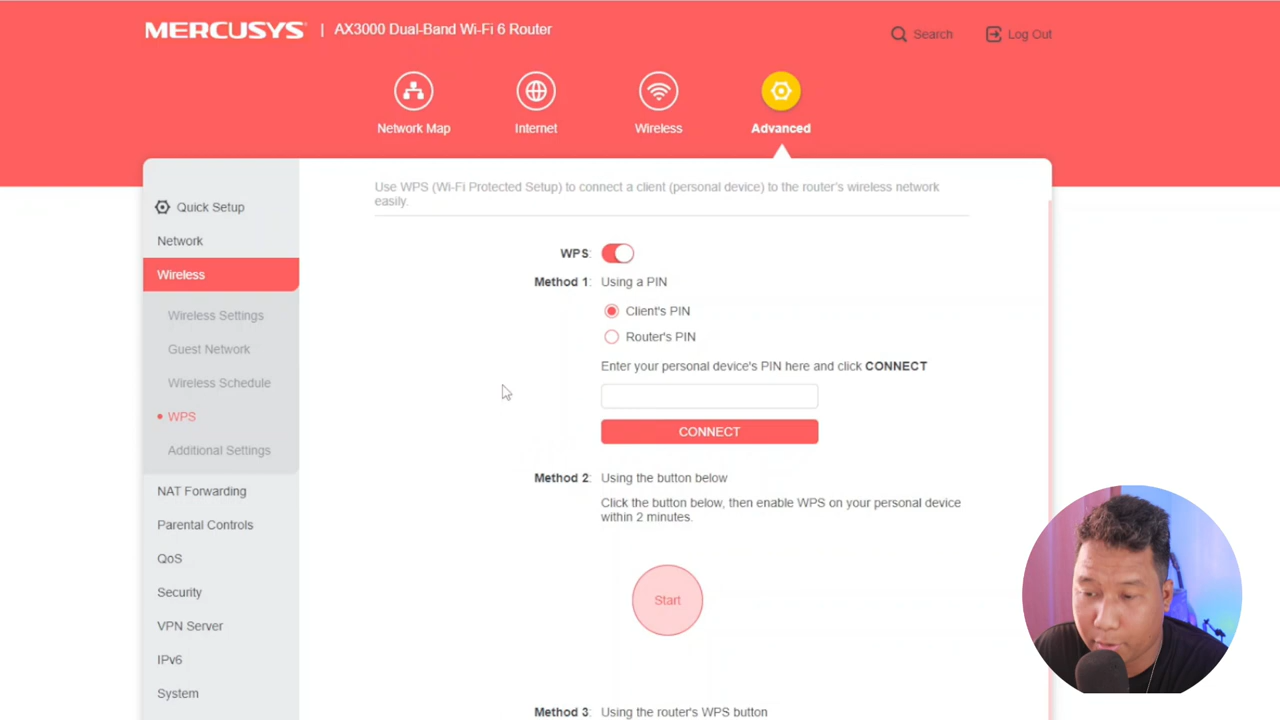 MERCUSYS | AX3000 Dual-Band Wi-Fi 6 Router
Search
Log Out
Network Map
Internet
Wireless
Advanced
Quick Setup
Network
Wireless
Wireless Settings
Guest Network
Wireless Schedule
WPS
Additional Settings
NAT Forwarding
Parental Controls
QoS
Security
VPN Server
IPv6
System
Use WPS (Wi-Fi Protected Setup) to connect a client (personal device) to the router's wireless network
easily.
WPS:
Method 1: Using a PIN
Client's PIN
Router's PIN
Enter your personal device's PIN here and click CONNECT
CONNECT
Method 2: Using the button below
Click the button below, then enable WPS on your personal device
within 2 minutes.
Start
Method 3: Using the router's WPS button